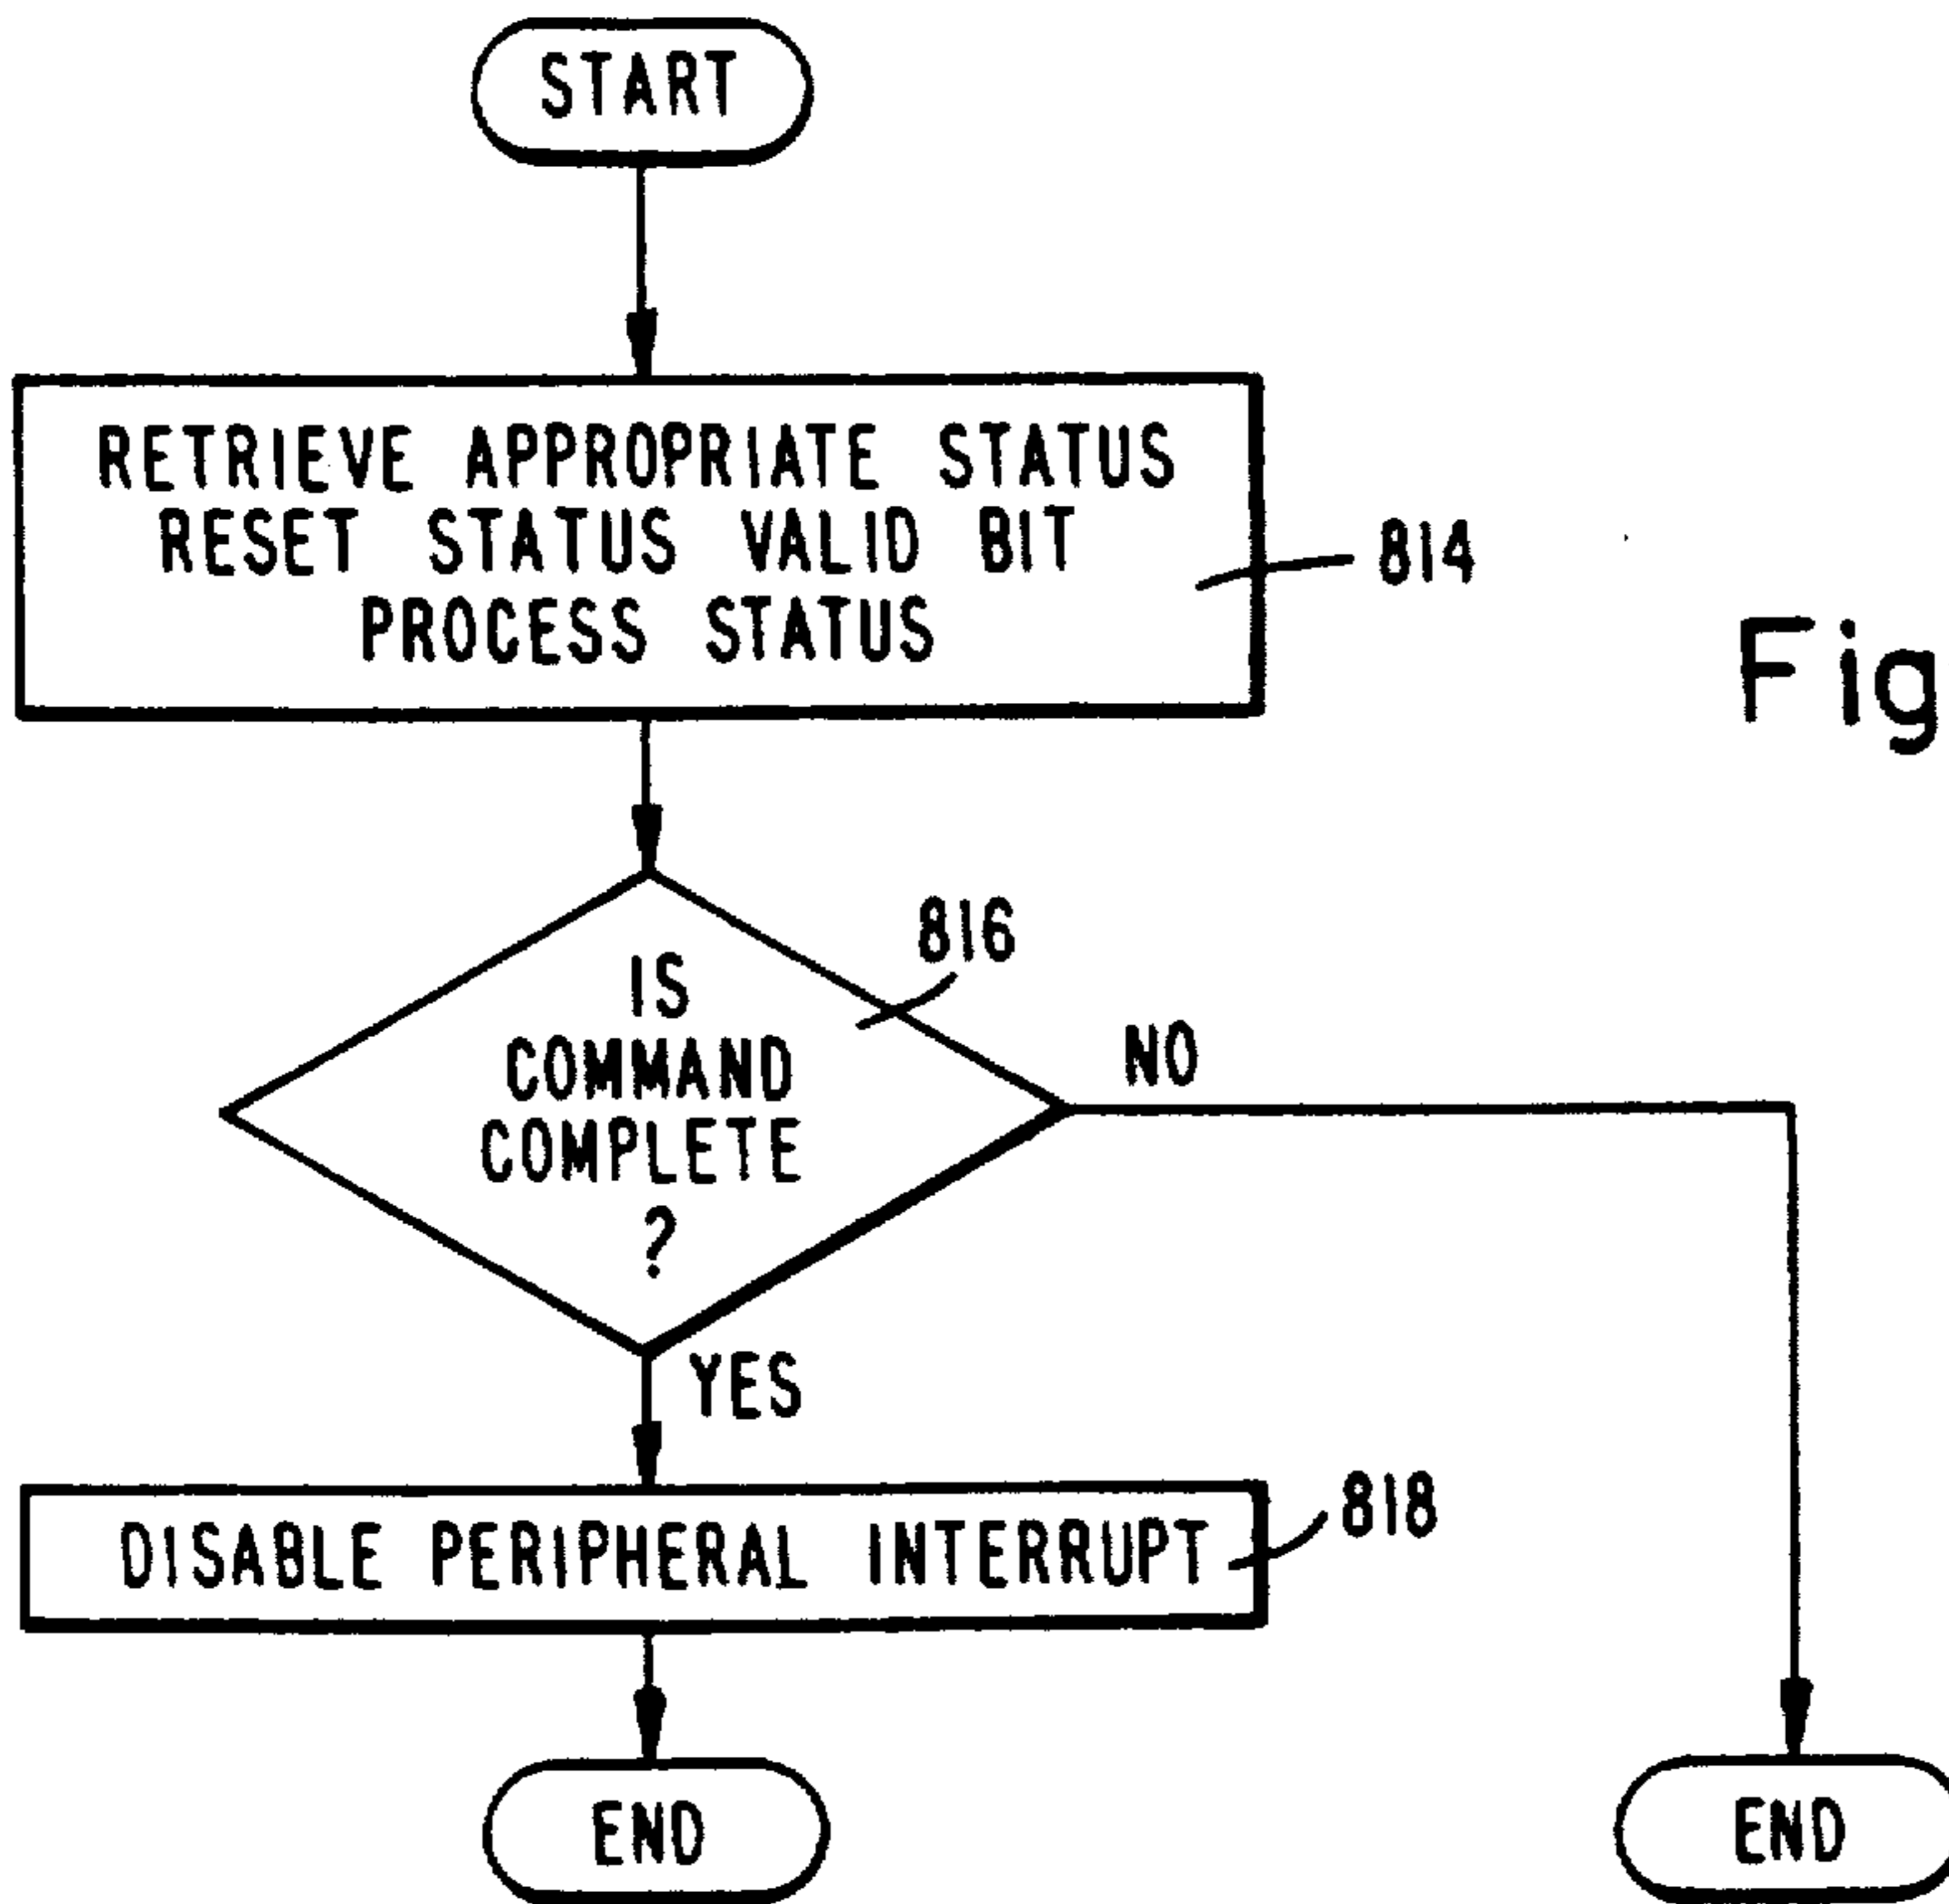 START
RETRIEVE APPROPRIATE STATUS
RESET STATUS VALID BIT
PROCESS STATUS
814
Fig
816
IS
COMMAND
COMPLETE
?
NO
YES
DISABLE PERIPHERAL INTERRUPT
818
END
END